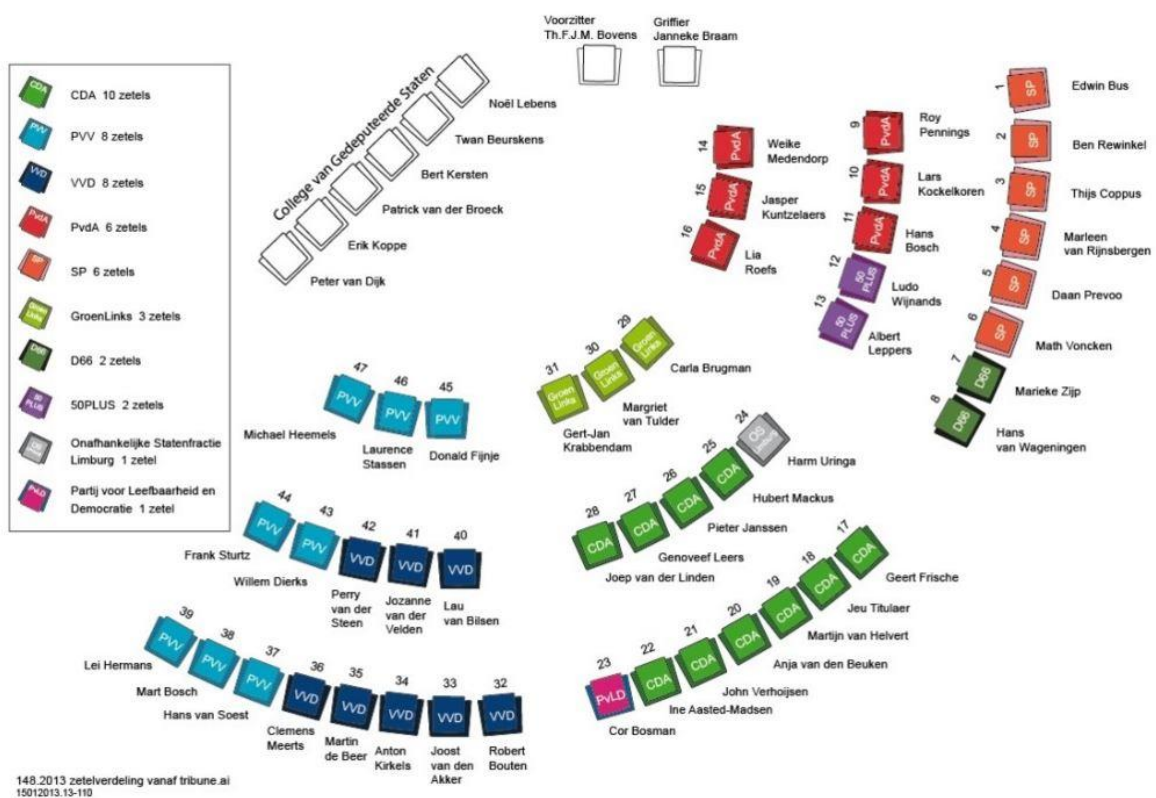 Voorzitter
Th.F.J.M. Bovens
Griffier
Janneke Braam
College van Gedeputeerde Staten
Noël Lebens
Twan Beurskens
Bert Kersten
Patrick van der Broeck
Erik Koppe
Peter van Dijk
CDA CDA 10 zetels
PVV PVV 8 zetels
VVD VVD 8 zetels
PvdA PvdA 6 zetels
SP SP 6 zetels
Groen
Links
GroenLinks 3 zetels
D66 D66 2 zetels
50
PLUS
50PLUS 2 zetels
OS
Onafhankelijke Statenfractie
Limburg 1 zetel
PvLD
Partij voor Leefbaarheid en
Democratie 1 zetel
1 SP Edwin Bus
2 SP Ben Rewinkel
3 SP Thijs Coppus
4 SP Marleen
van Rijnsbergen
5 SP Daan Prevoo
6 SP Math Voncken
7 D66 Marieke Zijp
8 D66 Hans
van Wageningen
9 PvdA Roy
Pennings
10 PvdA Lars
Kockelkoren
11 PvdA Hans
Bosch
12 50
PLUS
Ludo
Wijnands
13 50
PLUS
Albert
Leppers
14 PvdA Weike
Medendorp
15 PvdA Jasper
Kuntzelaers
16 PvdA Lia
Roefs
17 CDA Geert Frische
18 CDA Jeu Titulaer
19 CDA Martijn van Helvert
20 CDA Anja van den Beuken
21 CDA John Verhoijsen
22 CDA Ine Aasted-Madsen
23 PvLD Cor Bosman
24 OS Harm Uringa
25 CDA Hubert Mackus
26 CDA Pieter Janssen
27 CDA Genoveef Leers
28 CDA Joep van der Linden
29 Groen
Links
Carla Brugman
30 Groen
Links
Margriet
van Tulder
31 Groen
Links
Gert-Jan
Krabbendam
32 VVD Robert
Bouten
33 VVD Joost
van den
Akker
34 VVD Anton
Kirkels
35 VVD Martin
de Beer
36 VVD Clemens
Meerts
37 PVV Hans van Soest
38 PVV Mart Bosch
39 PVV Lei Hermans
40 VVD Lau
van Bilsen
41 VVD Jozanne
van der
Velden
42 VVD Perry
van der
Steen
43 PVV Willem Dierks
44 PVV Frank Sturtz
45 PVV Donald Fijnje
46 PVV Laurence
Stassen
47 PVV Michael Heemels
148.2013 zetelverdeling vanaf tribune.ai
15012013.13-110